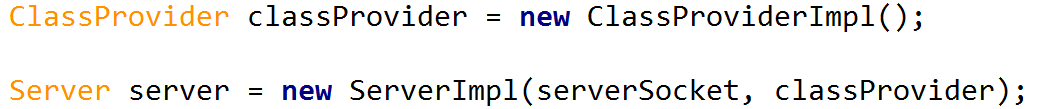 ClassProvider classProvider = new ClassProviderImpl();
Server server = new ServerImpl(serverSocket, classProvider);